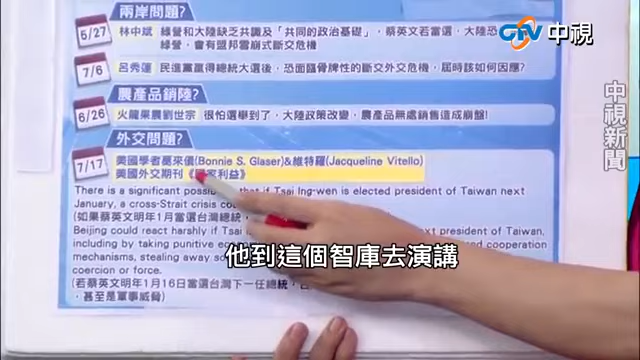 兩岸問題?
CTV中視
中視新聞
5/27
林中斌
綠營和大陸缺乏共識及「共同的政治基礎」,蔡英文若當選,大陸恐
綠營,會有盟邦雪崩式斷交危機
7/6
呂秀蓮
民進黨贏得總統大選後,恐面臨骨牌性的斷交外交危機,屆時該如何因應?
農產品銷陸?
6/26
火龍果農劉世宗
很怕選舉到了,大陸政策改變,農產品無處銷售造成崩盤!
外交問題?
7/17
美國學者葛來儀(Bonnie S. Glaser)&維特羅(Jacqueline Vitello)
美國外交期刊《家利益》
There is a significant possi that if Tsai Ing-wen is elected president of Taiwan next
January, a cross-Strait crisis cou
(如果蔡英文明年1月當選台灣總統,
Beijing could react harshly if Tsai next president of Taiwan,
including by taking punitive eco ed cooperation
mechanisms, stealing away so
coercion or force.
(若蔡英文明年1月16日當選台灣下一任總統,
,甚至是軍事威脅)
他到這個智庫去演講